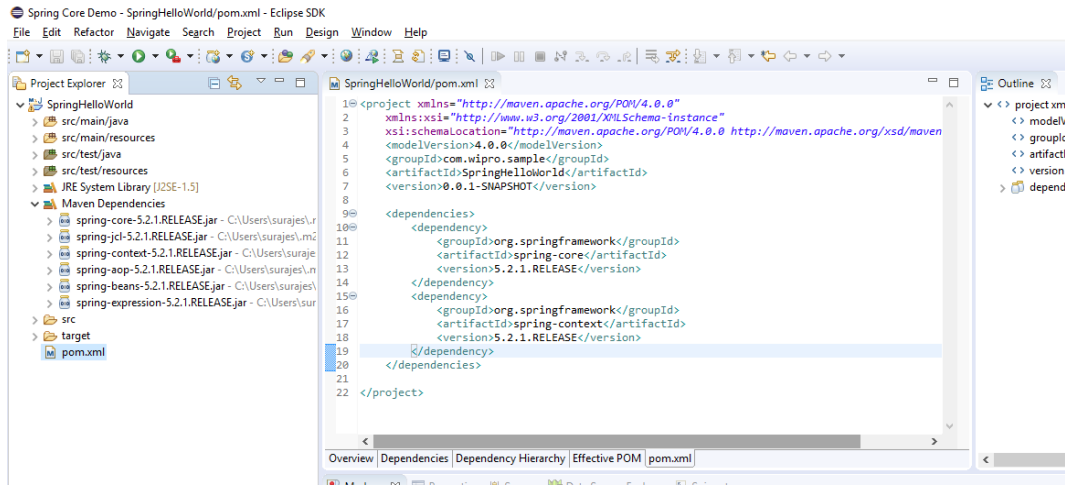 Spring Core Demo - SpringHelloWorld/pom.xml - Eclipse SDK
File Edit Refactor Navigate Search Project Run Design Window Help
Project Explorer
SpringHelloWorld
src/main/java
src/main/resources
src/test/java
src/test/resources
JRE System Library [J2SE-1.5]
Maven Dependencies
spring-core-5.2.1.RELEASE.jar - C:\Users\surajes\.r
spring-jcl-5.2.1.RELEASE.jar - C:\Users\surajes\.m2
spring-context-5.2.1.RELEASE.jar - C:\Users\suraje
spring-aop-5.2.1.RELEASE.jar - C:\Users\surajes\.m
spring-beans-5.2.1.RELEASE.jar - C:\Users\surajes\
spring-expression-5.2.1.RELEASE.jar - C:\Users\sur
src
target
pom.xml
SpringHelloWorld/pom.xml
1 <project xmlns="http://maven.apache.org/POM/4.0.0"
2 xmlns:xsi="http://www.w3.org/2001/XMLSchema-instance"
3 xsi:schemaLocation="http://maven.apache.org/POM/4.0.0 http://maven.apache.org/xsd/maven
4 <modelVersion>4.0.0</modelVersion>
5 <groupId>com.wipro.sample</groupId>
6 <artifactId>SpringHelloWorld</artifactId>
7 <version>0.0.1-SNAPSHOT</version>
8
9 <dependencies>
10 <dependency>
11 <groupId>org.springframework</groupId>
12 <artifactId>spring-core</artifactId>
13 <version>5.2.1.RELEASE</version>
14 </dependency>
15 <dependency>
16 <groupId>org.springframework</groupId>
17 <artifactId>spring-context</artifactId>
18 <version>5.2.1.RELEASE</version>
19 </dependency>
20 </dependencies>
21
22 </project>
Overview Dependencies Dependency Hierarchy Effective POM pom.xml
Outline
project xm
modelV
groupId
artifactI
version
depend